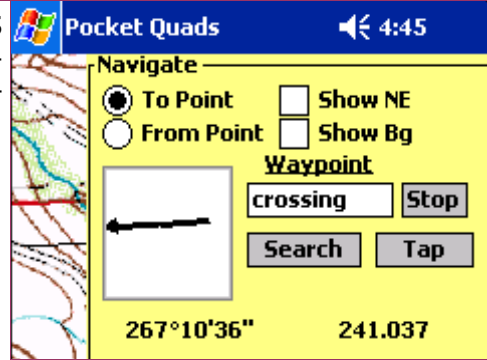 Pocket Quads 4:45
Navigate
To Point Show NE
From Point Show Bg
Waypoint
crossing Stop
Search Tap
267°10'36" 241.037